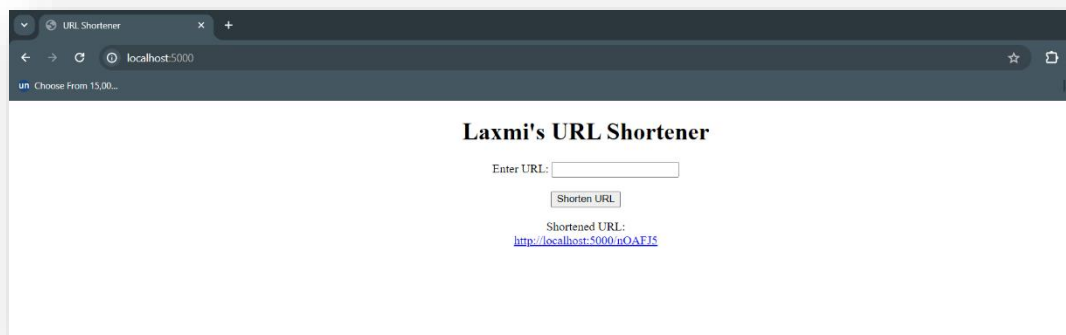 URL Shortener
localhost:5000
un Choose From 15,00...
Laxmi's URL Shortener
Enter URL:
Shorten URL
Shortened URL:
http://localhost:5000/nOAFJ5